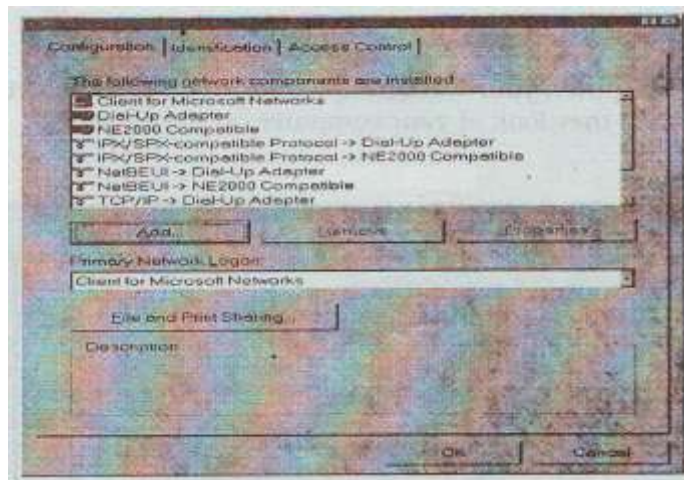 Configuration Identification Access Control
The following network components are installed
Client for Microsoft Networks
Dial-Up Adapter
NE2000 Compatible
IPX/SPX-compatible Protocol -> Dial-Up Adapter
IPX/SPX-compatible Protocol -> NE2000 Compatible
NetBEUI -> Dial-Up Adapter
NetBEUI -> NE2000 Compatible
TCP/IP -> Dial-Up Adapter
Add... Remove Properties
Primary Network Logon:
Client for Microsoft Networks
File and Print Sharing...
Description
OK Cancel